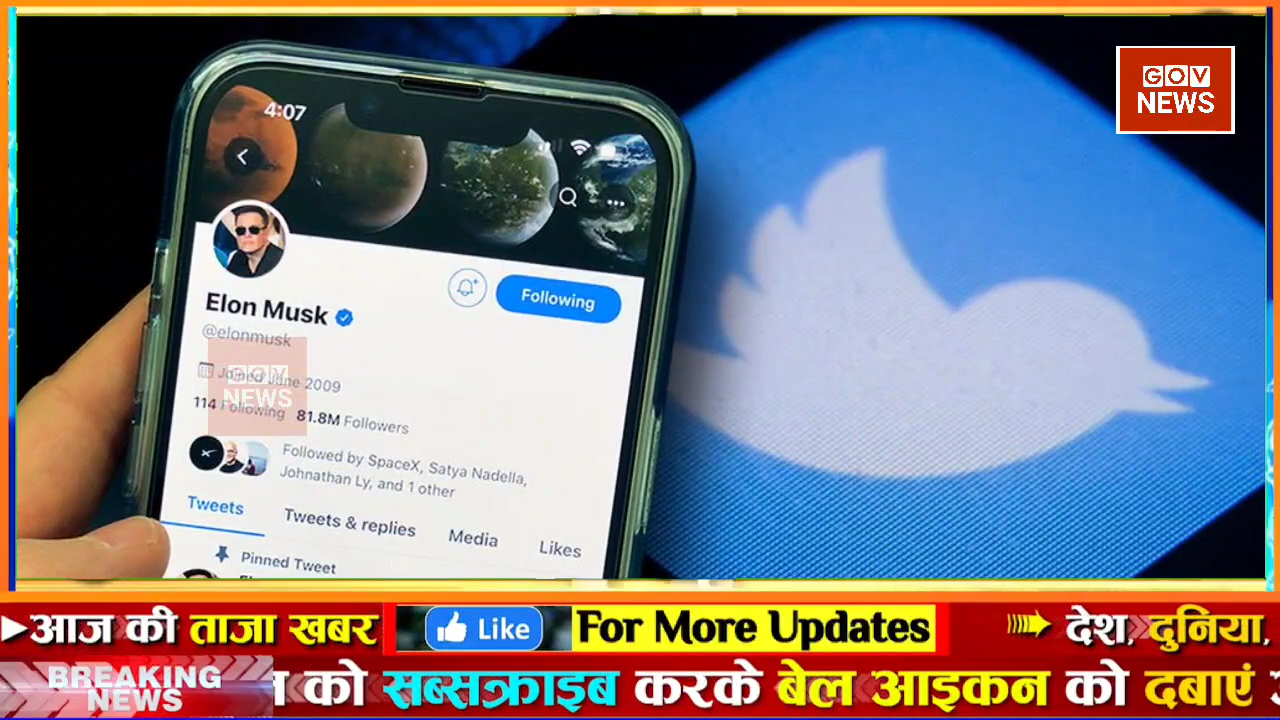 GOV
NEWS
4:07
Following
Elon Musk
@elonmusk
Joined June 2009
GOV
NEWS
114 Following 81.8M Followers
Followed by SpaceX, Satya Nadella,
Johnathan Ly, and 1 other
Tweets Tweets & replies Media Likes
Pinned Tweet
आज की ताजा खबर Like For More Updates देश, दुनिया,
BREAKING
NEWS
को सब्सक्राइब करके बेल आइकन को दबाएं